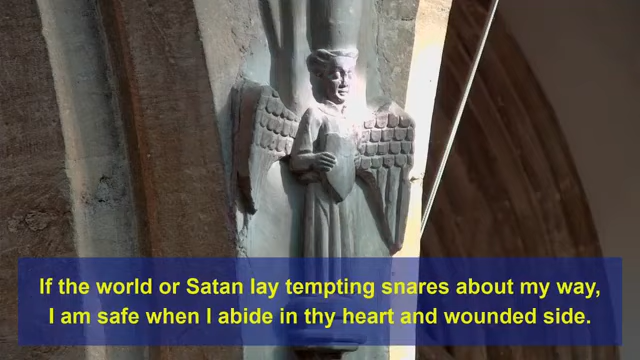 If the world or Satan lay tempting snares about my way,
I am safe when I abide in thy heart and wounded side.